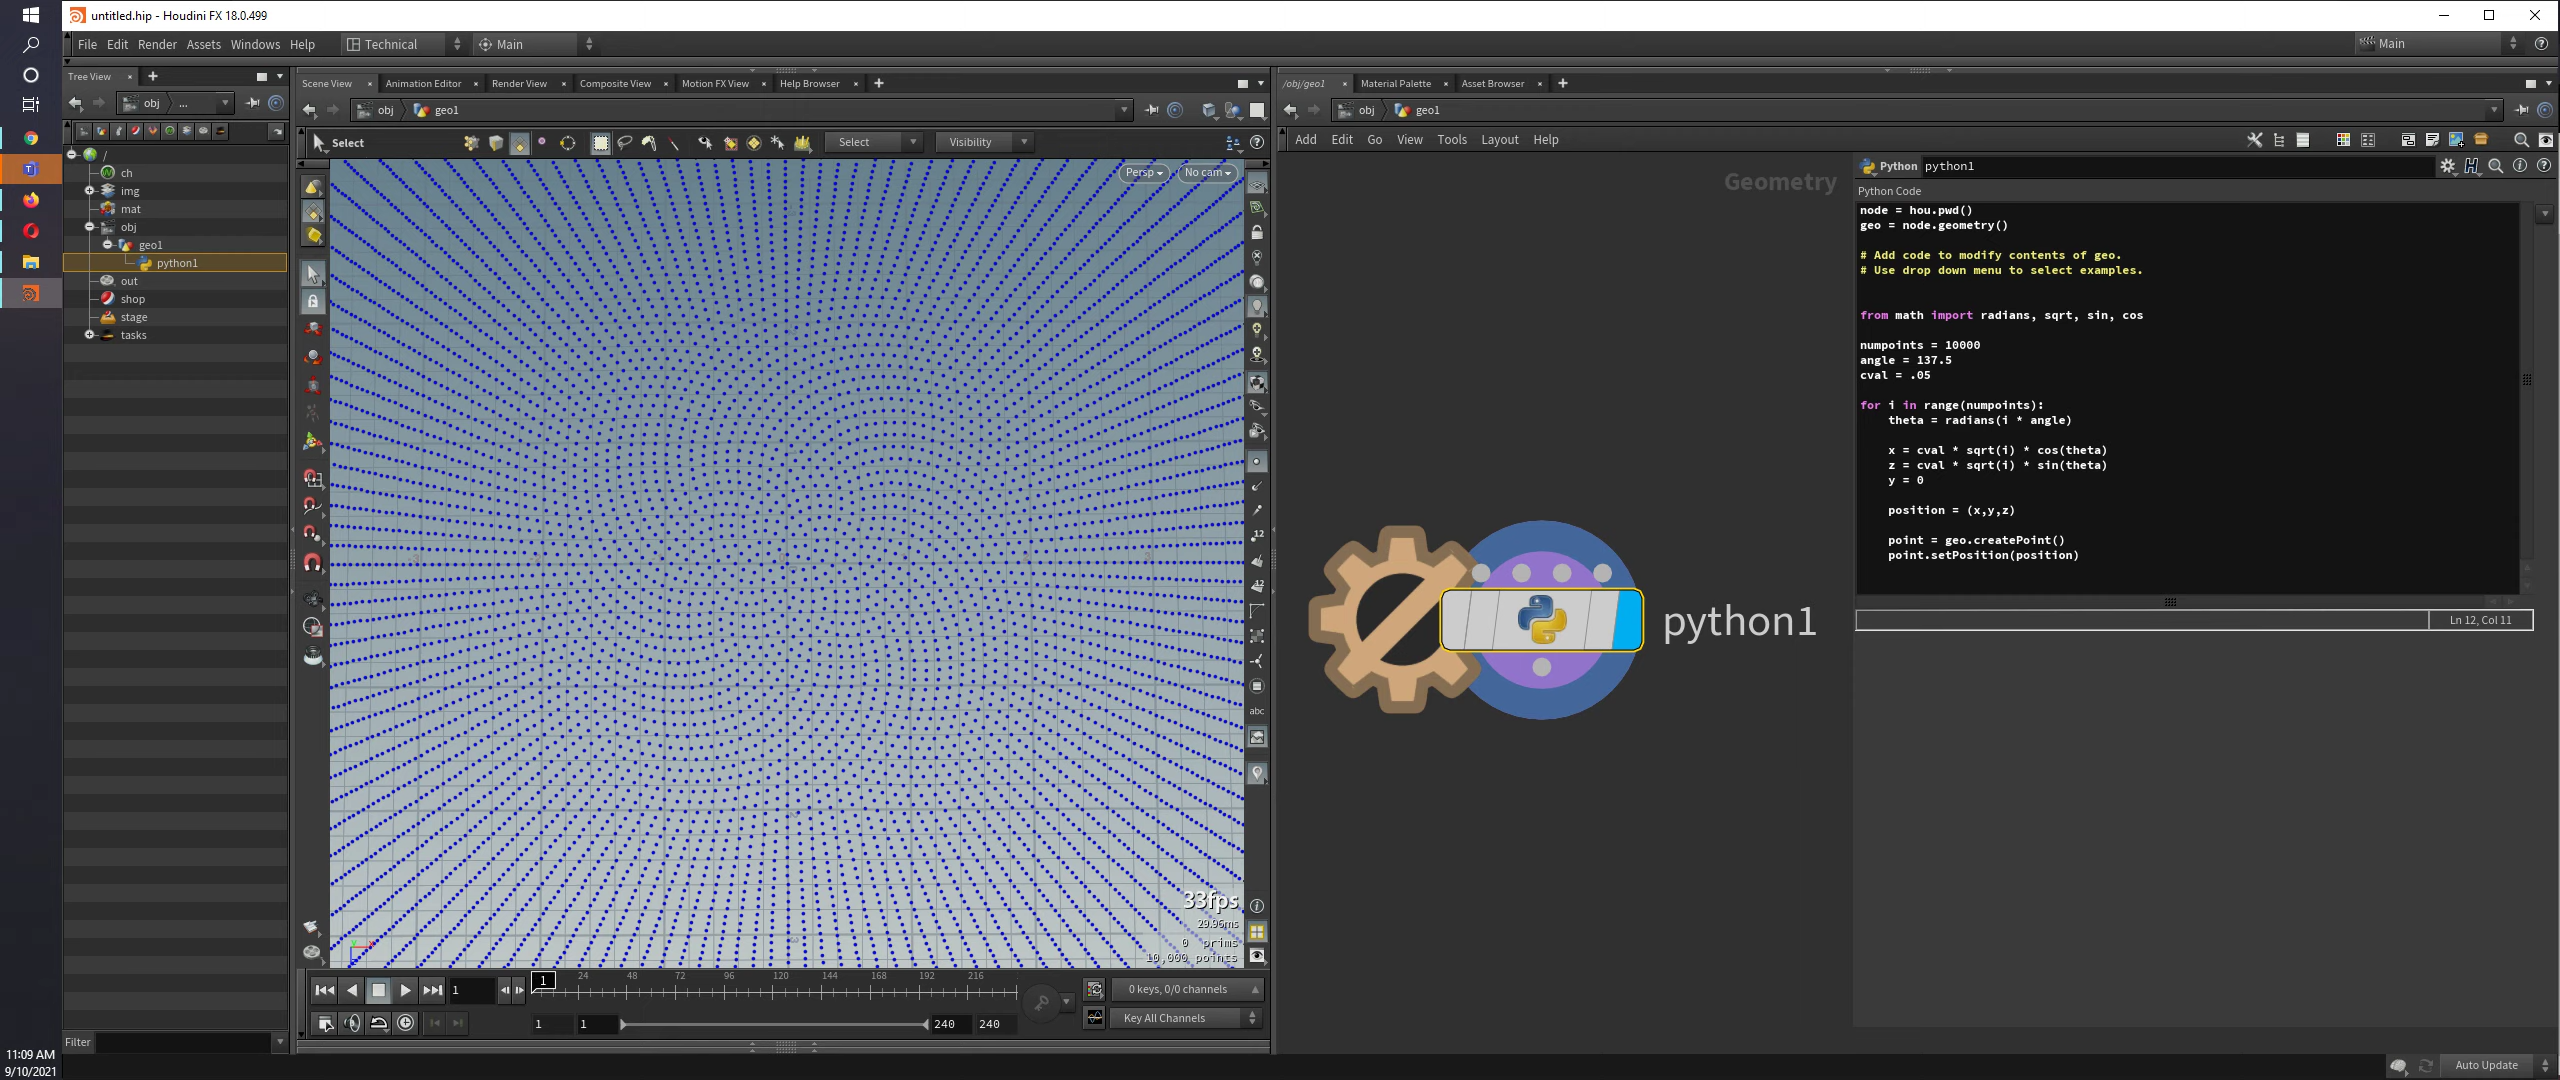 untitled.hip - Houdini FX 18.0.499
File Edit Render Assets Windows Help
Technical
Main
Main
Tree View
obj
...
/
ch
img
mat
obj
geo1
python1
out
shop
stage
tasks
Filter
11:09 AM
9/10/2021
Scene View Animation Editor Render View Composite View Motion FX View Help Browser
obj geo1
Select
Select
Visibility
Persp
No cam
12
12
abc
33fps
29.96ms
0 prims
10,000 points
1
1
24 48 72 96 120 144 168 192 216
0 keys, 0/0 channels
1 1 240 240
Key All Channels
/obj/geo1 Material Palette Asset Browser
obj geo1
Add Edit Go View Tools Layout Help
Geometry
python1
Python python1
Python Code
node = hou.pwd()
geo = node.geometry()
# Add code to modify contents of geo.
# Use drop down menu to select examples.
from math import radians, sqrt, sin, cos
numpoints = 10000
angle = 137.5
cval = .05
for i in range(numpoints):
theta = radians(i * angle)
x = cval * sqrt(i) * cos(theta)
z = cval * sqrt(i) * sin(theta)
y = 0
position = (x,y,z)
point = geo.createPoint()
point.setPosition(position)
Ln 12, Col 11
Auto Update